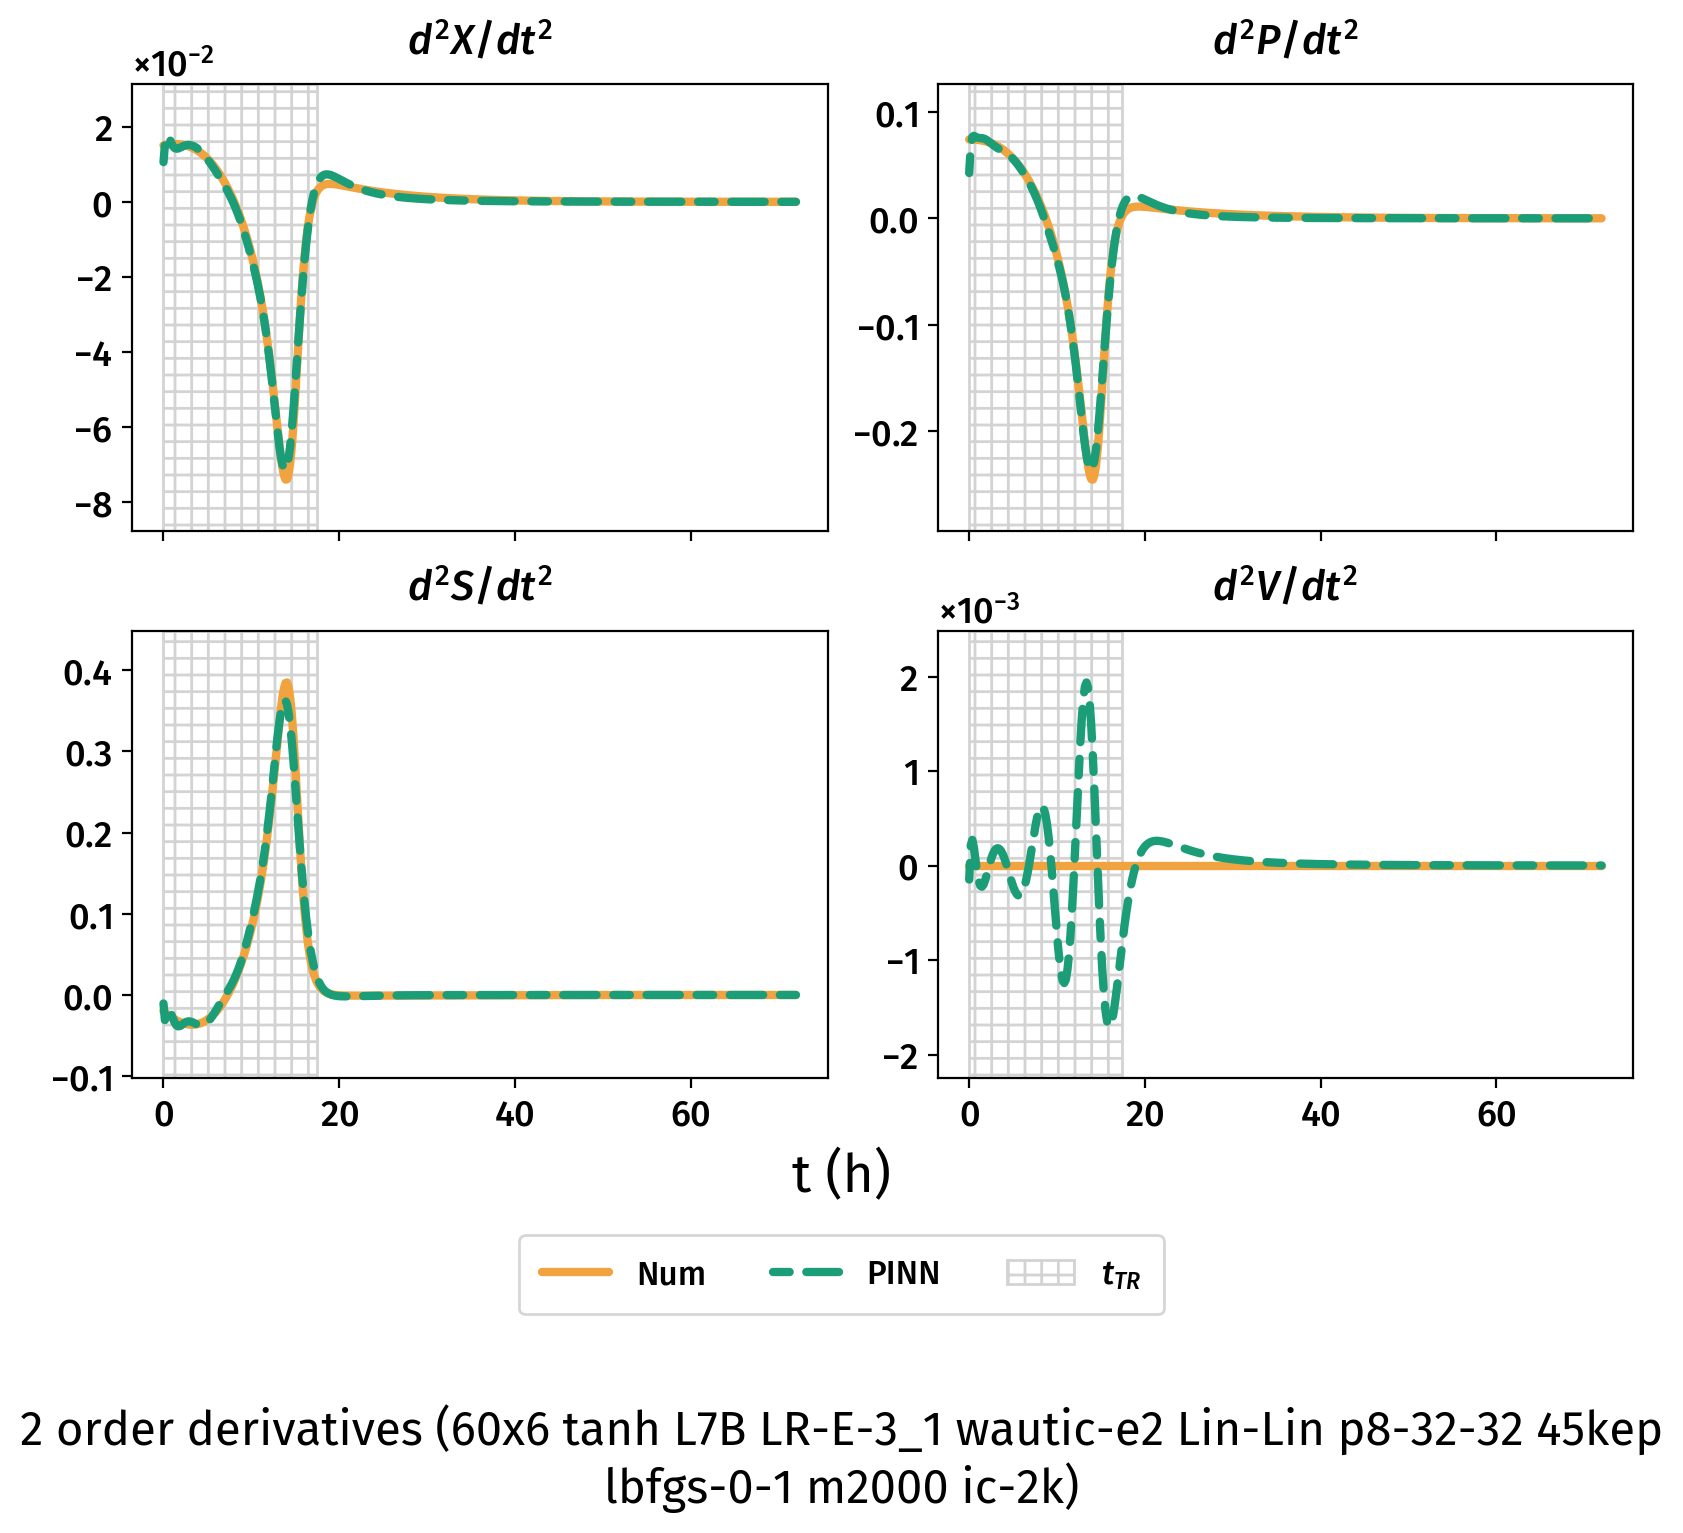 d²X/dt²
×10⁻²
2
0
−2
−4
−6
−8
d²P/dt²
0.1
0.0
−0.1
−0.2
d²S/dt²
0.4
0.3
0.2
0.1
0.0
−0.1
0 20 40 60
d²V/dt²
×10⁻³
2
1
0
−1
−2
0 20 40 60
t (h)
Num PINN t_TR
2 order derivatives (60x6 tanh L7B LR-E-3_1 wautic-e2 Lin-Lin p8-32-32 45kep
lbfgs-0-1 m2000 ic-2k)